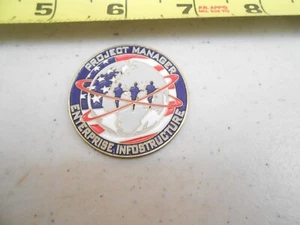 5 6 7 8
PROJECT MANAGER
ENTERPRISE INFOSTRUCTURE